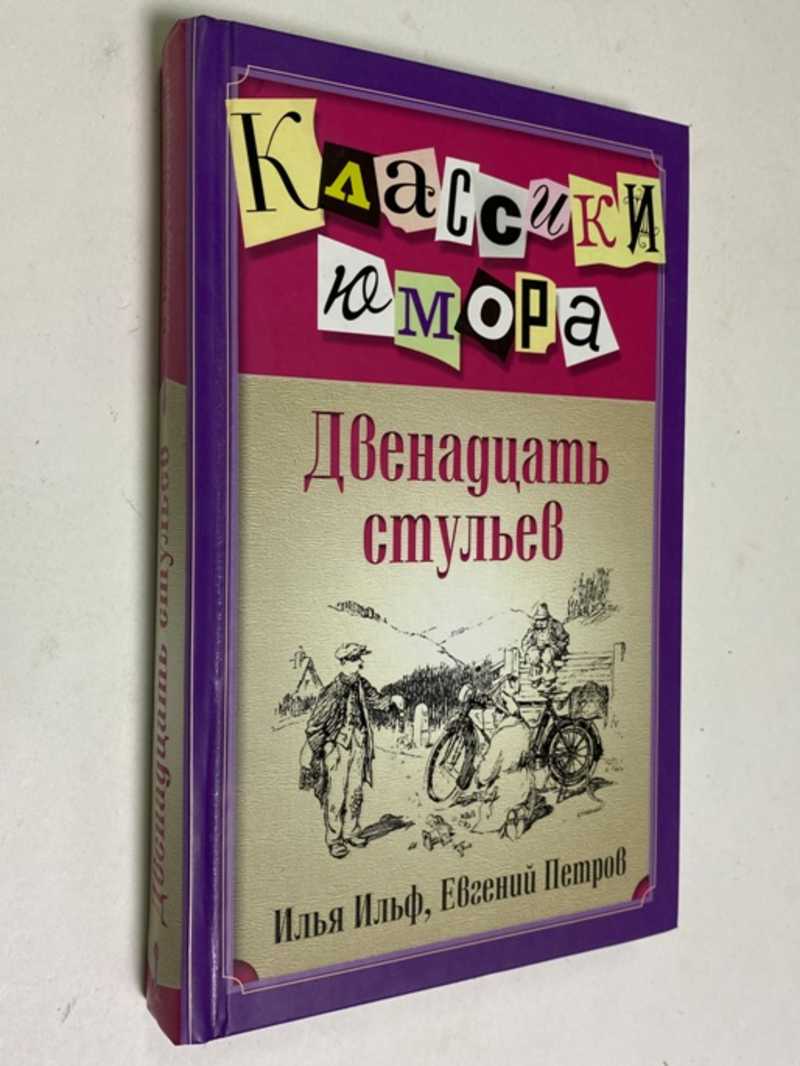 Классики
юмора
Двенадцать
стульев
Илья Ильф, Евгений Петров
Двенадцать стульев